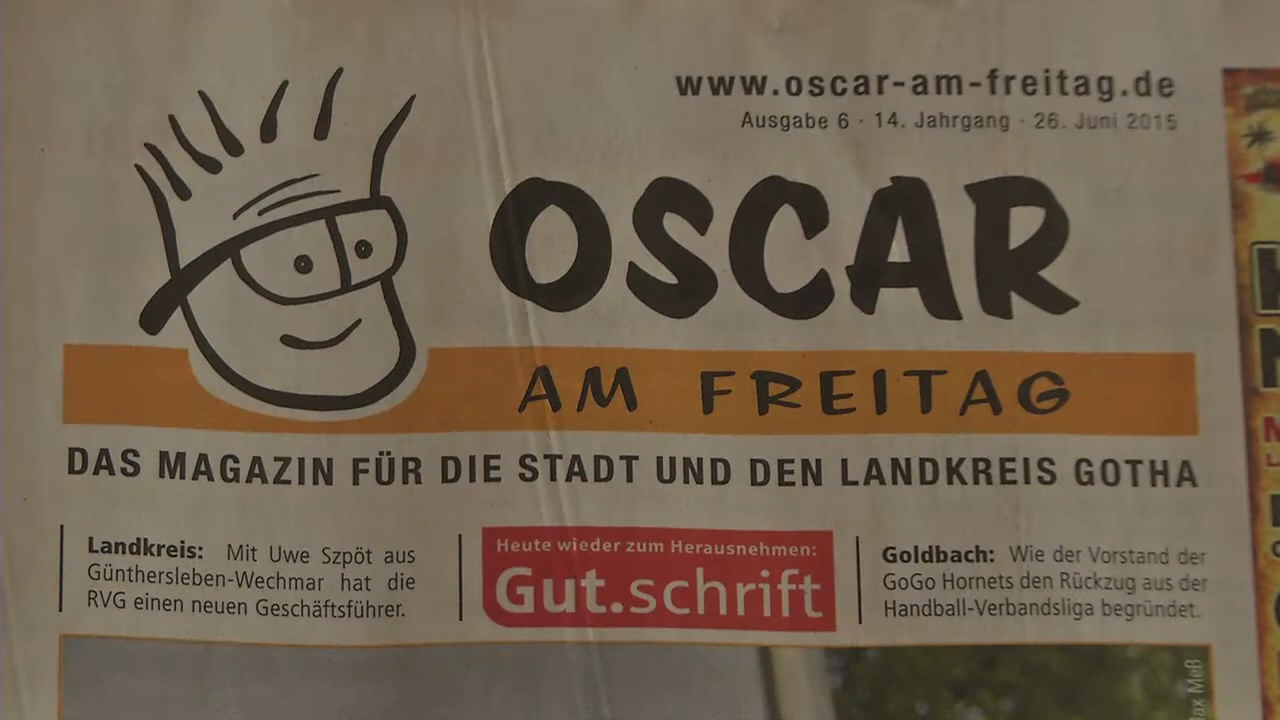 www.oscar-am-freitag.de
Ausgabe 6 · 14. Jahrgang · 26. Juni 2015
OSCAR
AM FREITAG
DAS MAGAZIN FÜR DIE STADT UND DEN LANDKREIS GOTHA
Landkreis: Mit Uwe Szpöt aus
Günthersleben-Wechmar hat die
RVG einen neuen Geschäftsführer.
Heute wieder zum Herausnehmen:
Gut.schrift
Goldbach: Wie der Vorstand der
GoGo Hornets den Rückzug aus der
Handball-Verbandsliga begründet.